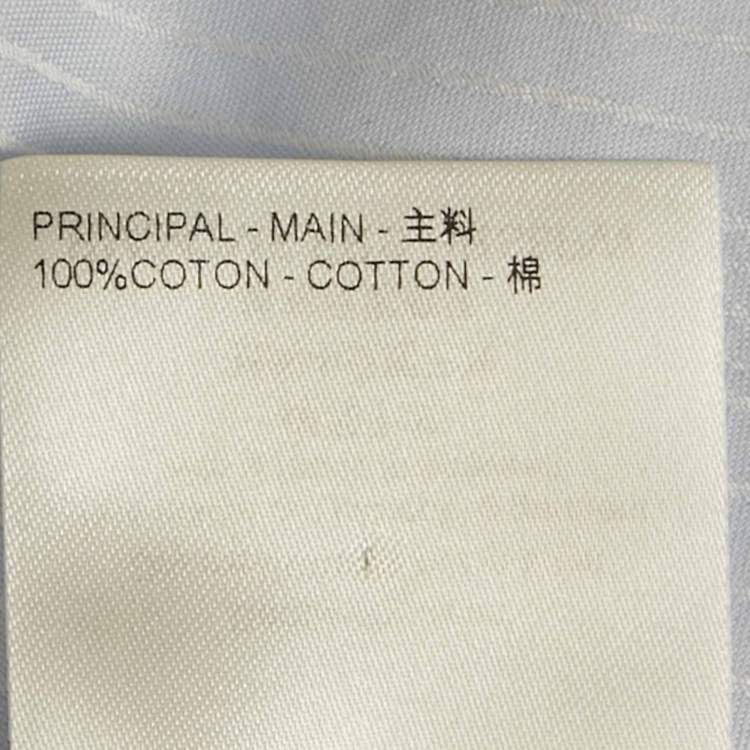 PRINCIPAL - MAIN - 主料
100%COTON - COTTON - 棉